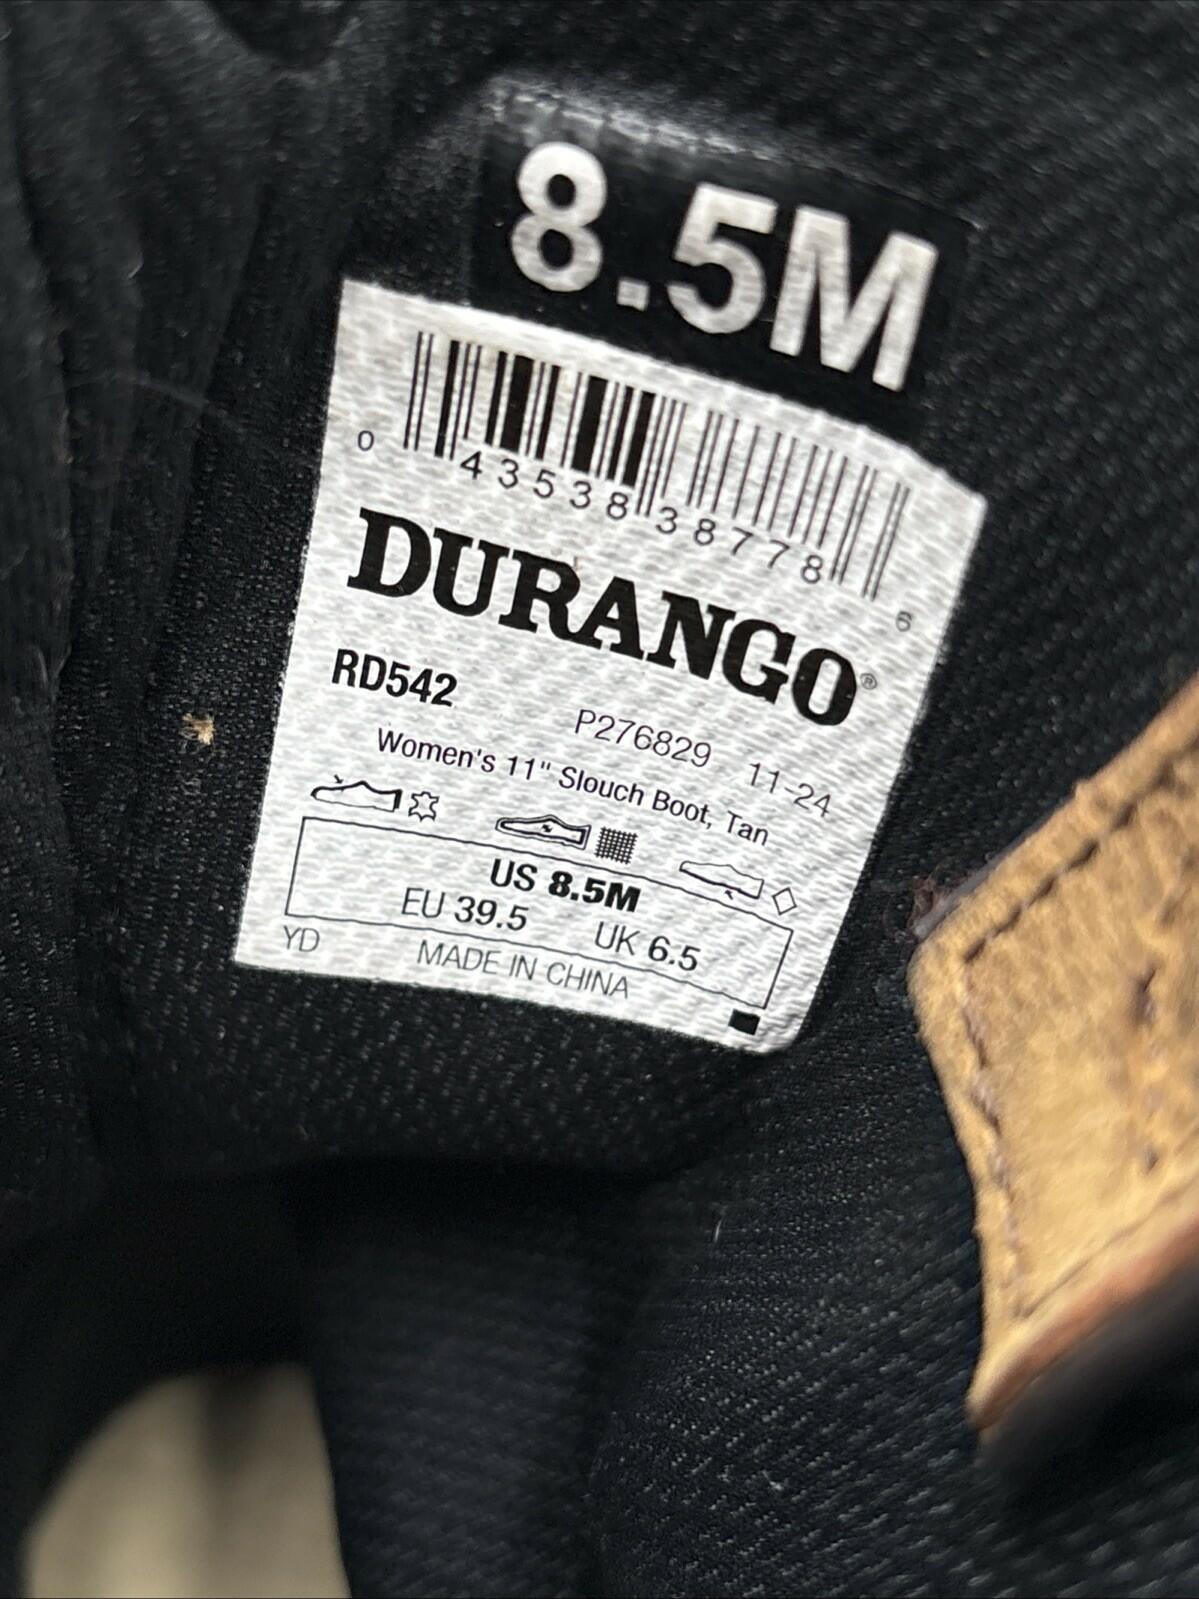 8.5M
0 43538 38778 6
DURANGO®
RD542
P276829 11-24
Women's 11" Slouch Boot, Tan
US 8.5M
EU 39.5 UK 6.5
YD MADE IN CHINA